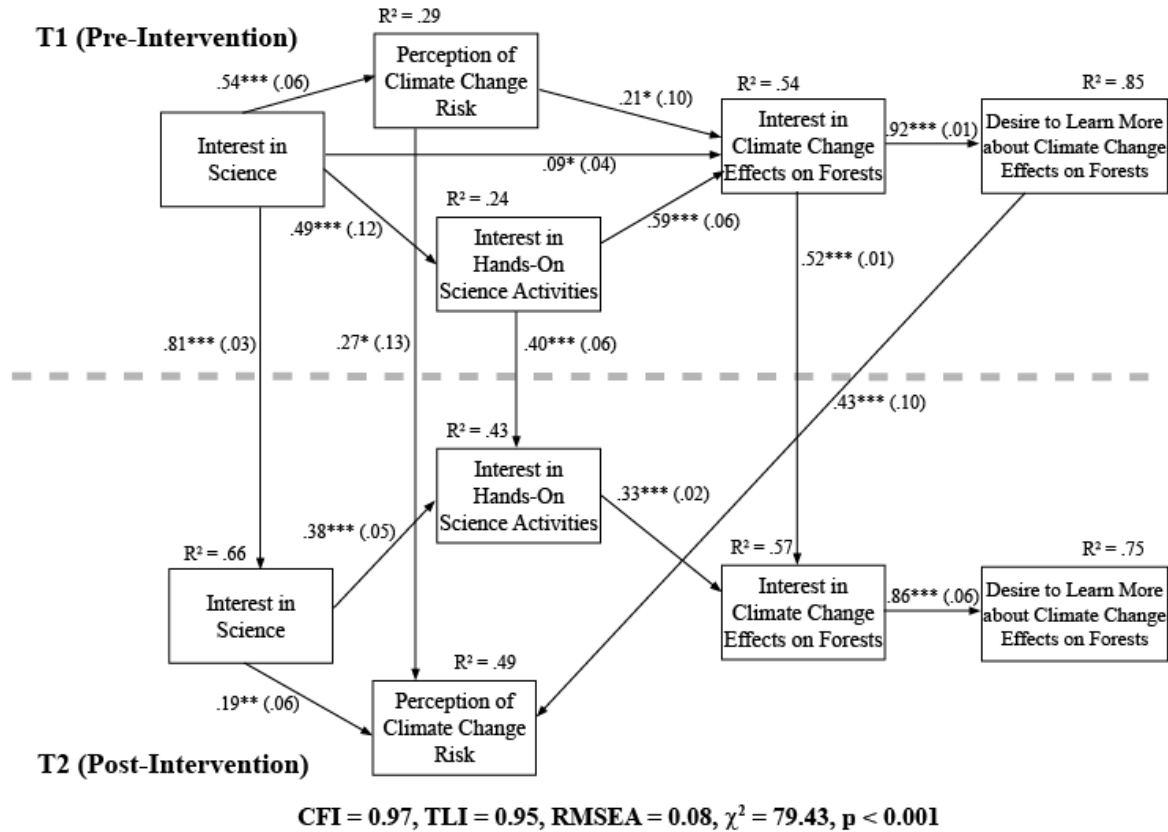 R² = .29
T1 (Pre-Intervention)
Perception of
Climate Change
Risk
.54*** (.06)
.21* (.10)
R² = .54
R² = .85
Interest in
Science
Interest in
Climate Change
Effects on Forests
.92*** (.01)
Desire to Learn More
about Climate Change
Effects on Forests
.09* (.04)
R² = .24
.49*** (.12)
Interest in
Hands-On
Science Activities
.59*** (.06)
.52*** (.01)
.81*** (.03)
.27* (.13)
.40*** (.06)
.43*** (.10)
R² = .43
Interest in
Hands-On
Science Activities
.33*** (.02)
.38*** (.05)
R² = .66
R² = .57
R² = .75
Interest in
Science
Interest in
Climate Change
Effects on Forests
.86*** (.06)
Desire to Learn More
about Climate Change
Effects on Forests
R² = .49
.19** (.06)
Perception of
Climate Change
Risk
T2 (Post-Intervention)
CFI = 0.97, TLI = 0.95, RMSEA = 0.08, χ² = 79.43, p < 0.001